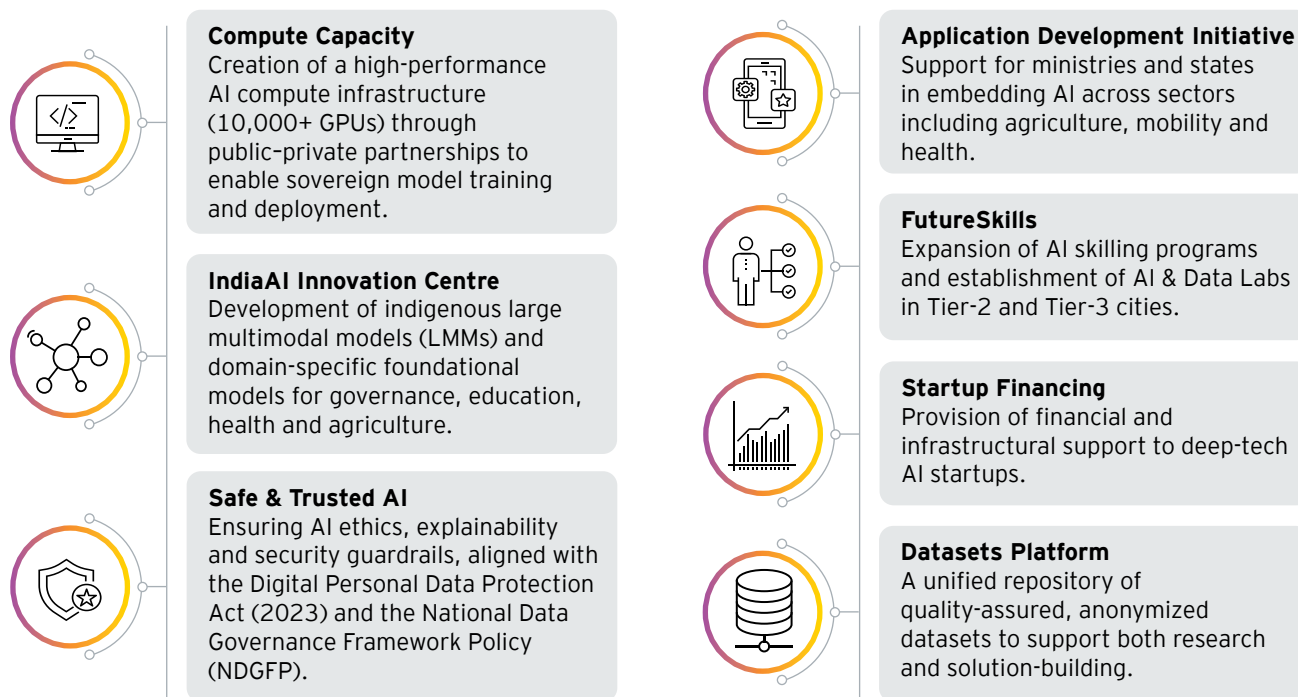 Compute Capacity
Creation of a high-performance
AI compute infrastructure
(10,000+ GPUs) through
public–private partnerships to
enable sovereign model training
and deployment.
IndiaAI Innovation Centre
Development of indigenous large
multimodal models (LMMs) and
domain-specific foundational
models for governance, education,
health and agriculture.
Safe & Trusted AI
Ensuring AI ethics, explainability
and security guardrails, aligned with
the Digital Personal Data Protection
Act (2023) and the National Data
Governance Framework Policy
(NDGFP).
Application Development Initiative
Support for ministries and states
in embedding AI across sectors
including agriculture, mobility and
health.
FutureSkills
Expansion of AI skilling programs
and establishment of AI & Data Labs
in Tier-2 and Tier-3 cities.
Startup Financing
Provision of financial and
infrastructural support to deep-tech
AI startups.
Datasets Platform
A unified repository of
quality-assured, anonymized
datasets to support both research
and solution-building.